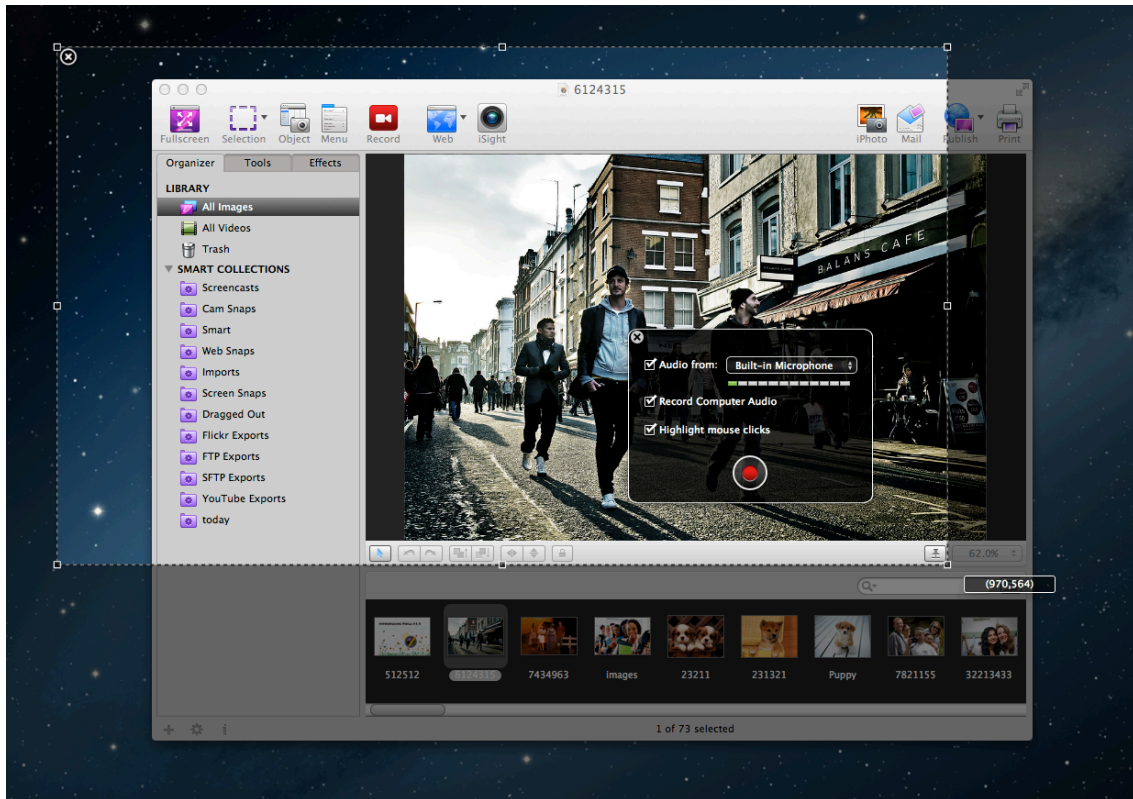 6124315
Fullscreen Selection Object Menu Record Web iSight iPhoto Mail Publish Print
Organizer Tools Effects
LIBRARY
All Images
All Videos
Trash
SMART COLLECTIONS
Screencasts
Cam Snaps
Smart
Web Snaps
Imports
Screen Snaps
Dragged Out
Flickr Exports
FTP Exports
SFTP Exports
YouTube Exports
today
BALANS CAFE
Audio from: Built-in Microphone
Record Computer Audio
Highlight mouse clicks
62.0%
(970,564)
512512 6124315 7434963 images 23211 231321 Puppy 7821155 32213433
1 of 73 selected